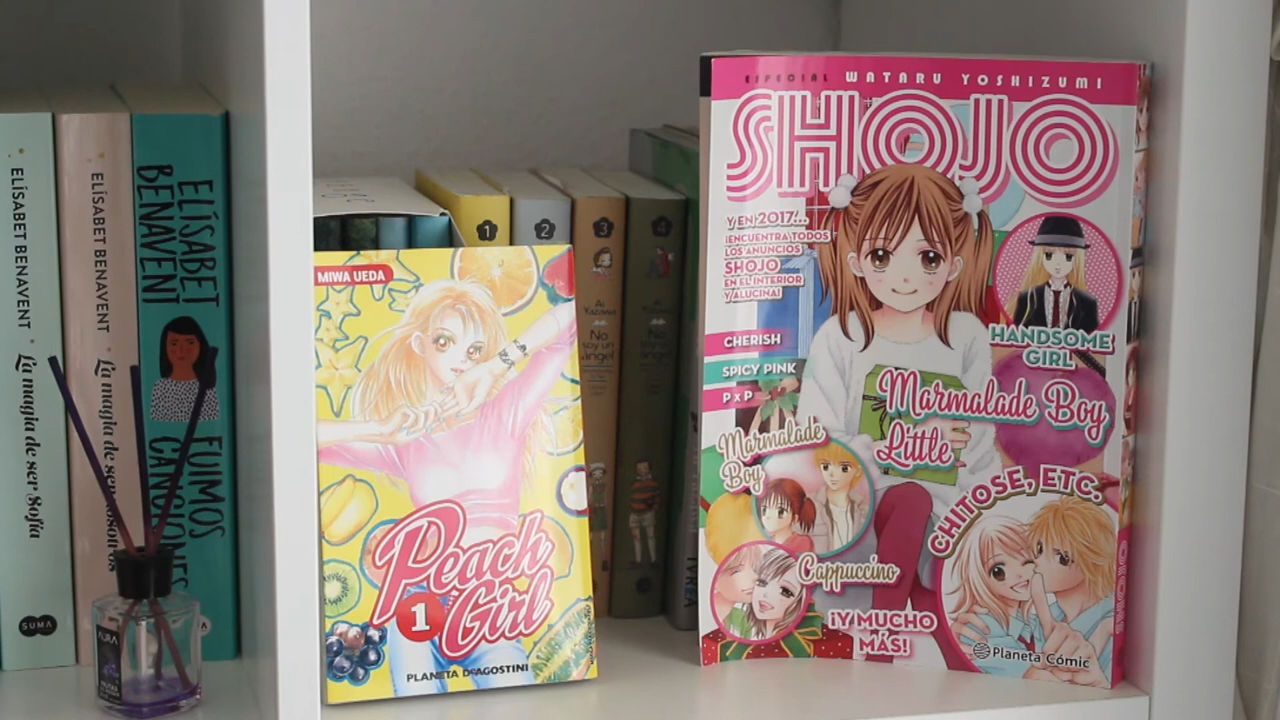 ELÍSABET BENAVENT
La magia de ser Sofía
SUMA
ELÍSABET BENAVENT
La magia de ser
ELÍSABET
BENAVENT
FUIMOS
CANCIONES
AURA
1
2
3
4
Ai
Yazawa
No
soy un
ángel
No
MIWA UEDA
Peach
Girl
1
PLANETA DEAGOSTINI
IVREA
ESPECIAL WATARU YOSHIZUMI
SHOJO
Y EN 2017...
¡ENCUENTRA TODOS
LOS ANUNCIOS
SHOJO
EN EL INTERIOR
Y ALUCINA!
CHERISH
SPICY PINK
P x P
HANDSOME
GIRL
Marmalade Boy
Little
Marmalade
Boy
CHITOSE, ETC.
Cappuccino
¡Y MUCHO
MÁS!
Planeta Cómic